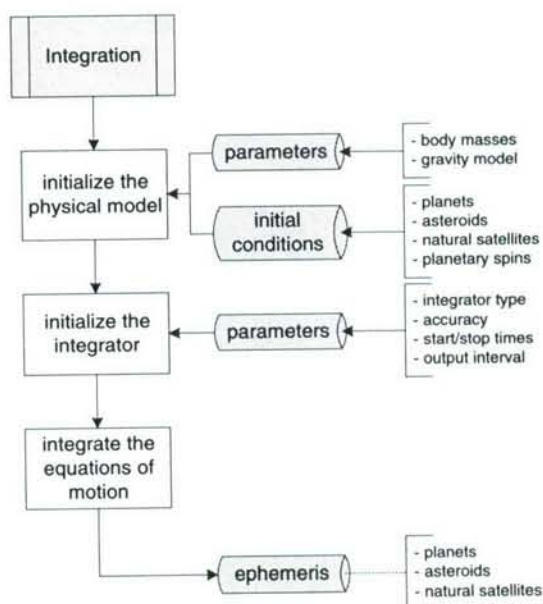 Integration
initialize the
physical model
parameters
- body masses
- gravity model
initial
conditions
- planets
- asteroids
- natural satellites
- planetary spins
initialize the
integrator
parameters
- integrator type
- accuracy
- start/stop times
- output interval
integrate the
equations of
motion
ephemeris
- planets
- asteroids
- natural satellites